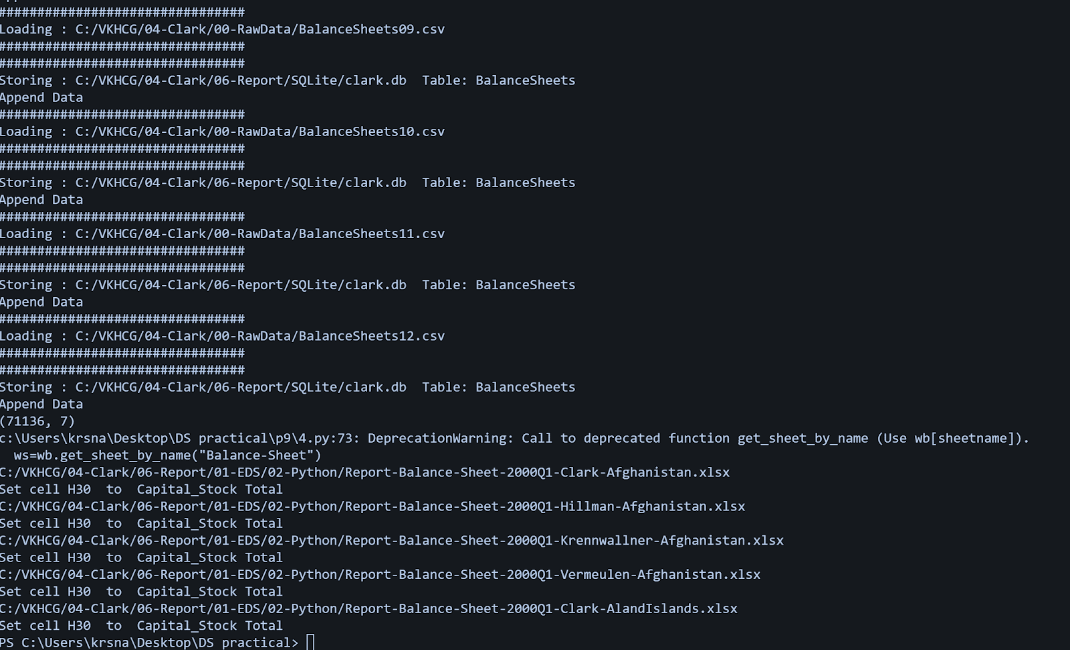 ################################
Loading : C:/VKHCG/04-Clark/00-RawData/BalanceSheets09.csv
################################
################################
Storing : C:/VKHCG/04-Clark/06-Report/SQLite/clark.db  Table: BalanceSheets
Append Data
################################
Loading : C:/VKHCG/04-Clark/00-RawData/BalanceSheets10.csv
################################
################################
Storing : C:/VKHCG/04-Clark/06-Report/SQLite/clark.db  Table: BalanceSheets
Append Data
################################
Loading : C:/VKHCG/04-Clark/00-RawData/BalanceSheets11.csv
################################
################################
Storing : C:/VKHCG/04-Clark/06-Report/SQLite/clark.db  Table: BalanceSheets
Append Data
################################
Loading : C:/VKHCG/04-Clark/00-RawData/BalanceSheets12.csv
################################
################################
Storing : C:/VKHCG/04-Clark/06-Report/SQLite/clark.db  Table: BalanceSheets
Append Data
(71136, 7)
c:\Users\krsna\Desktop\DS practical\p9\4.py:73: DeprecationWarning: Call to deprecated function get_sheet_by_name (Use wb[sheetname]).
  ws=wb.get_sheet_by_name("Balance-Sheet")
C:/VKHCG/04-Clark/06-Report/01-EDS/02-Python/Report-Balance-Sheet-2000Q1-Clark-Afghanistan.xlsx
Set cell H30  to  Capital_Stock Total
C:/VKHCG/04-Clark/06-Report/01-EDS/02-Python/Report-Balance-Sheet-2000Q1-Hillman-Afghanistan.xlsx
Set cell H30  to  Capital_Stock Total
C:/VKHCG/04-Clark/06-Report/01-EDS/02-Python/Report-Balance-Sheet-2000Q1-Krennwallner-Afghanistan.xlsx
Set cell H30  to  Capital_Stock Total
C:/VKHCG/04-Clark/06-Report/01-EDS/02-Python/Report-Balance-Sheet-2000Q1-Vermeulen-Afghanistan.xlsx
Set cell H30  to  Capital_Stock Total
C:/VKHCG/04-Clark/06-Report/01-EDS/02-Python/Report-Balance-Sheet-2000Q1-Clark-AlandIslands.xlsx
Set cell H30  to  Capital_Stock Total
PS C:\Users\krsna\Desktop\DS practical>